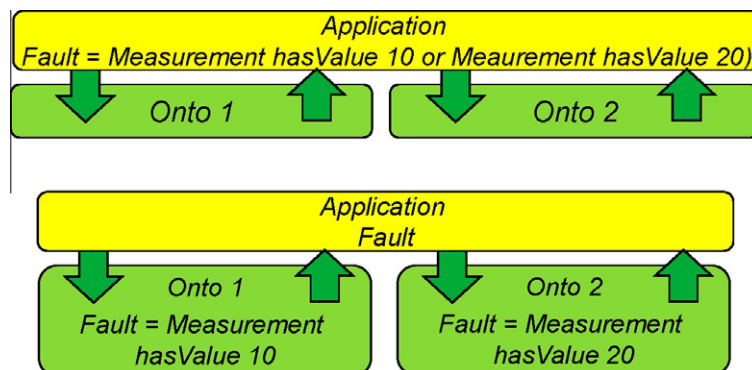 Application
Fault = Measurement hasValue 10 or Meaurement hasValue 20)
Onto 1
Onto 2
Application
Fault
Onto 1
Fault = Measurement
hasValue 10
Onto 2
Fault = Measurement
hasValue 20